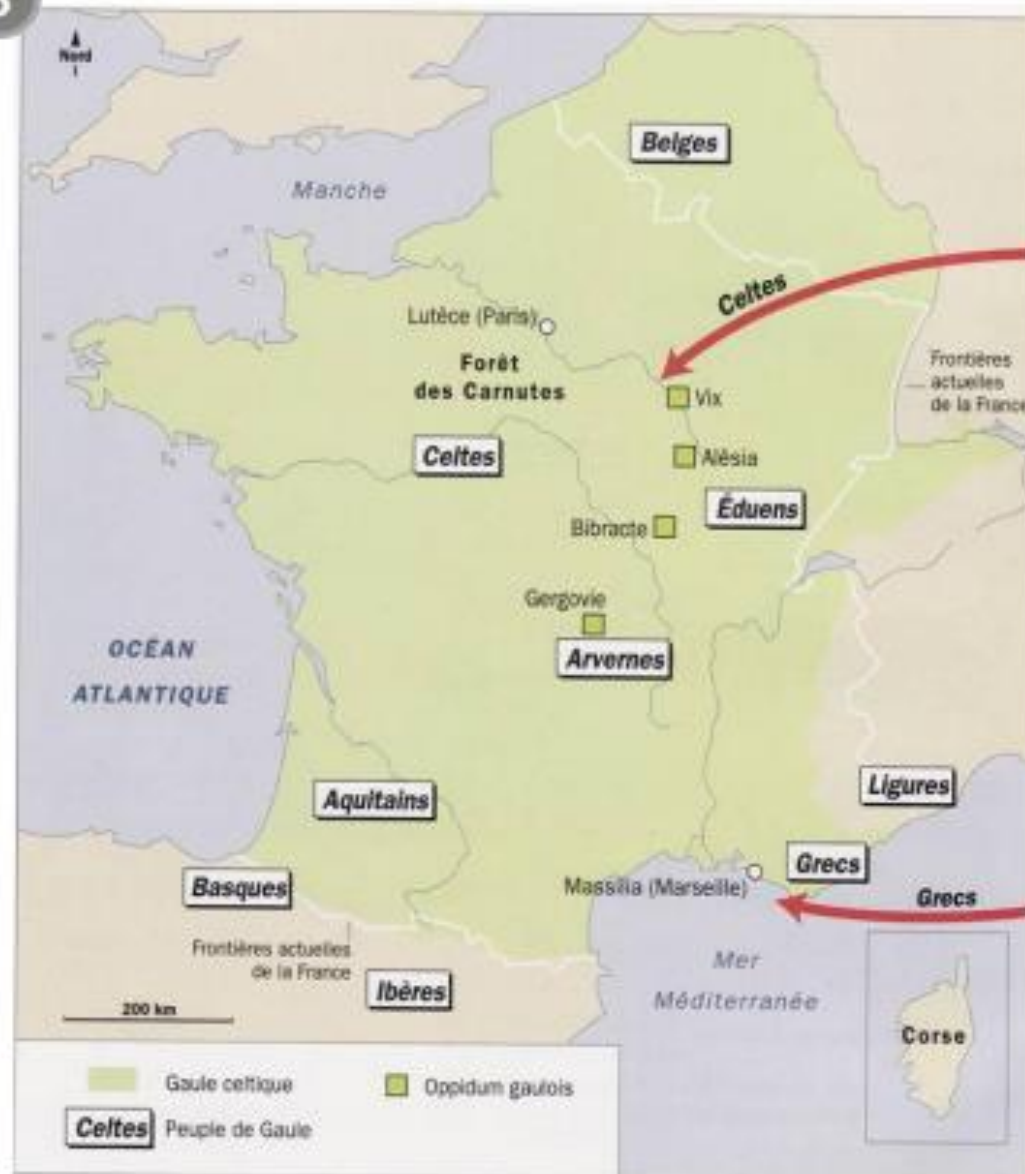 Nord
Belges
Manche
Celtes
Lutèce (Paris)
Forêt
des Carnutes
Frontières
actuelles
de la France
Vix
Celtes
Alésia
Éduens
Bibracte
Gergovie
Arvernes
OCÉAN
ATLANTIQUE
Ligures
Aquitains
Grecs
Basques
Massilia (Marseille)
Grecs
Frontières actuelles
de la France
Mer
Méditerranée
Ibères
200 km
Corse
Gaule celtique
Oppidum gaulois
Celtes
Peuple de Gaule